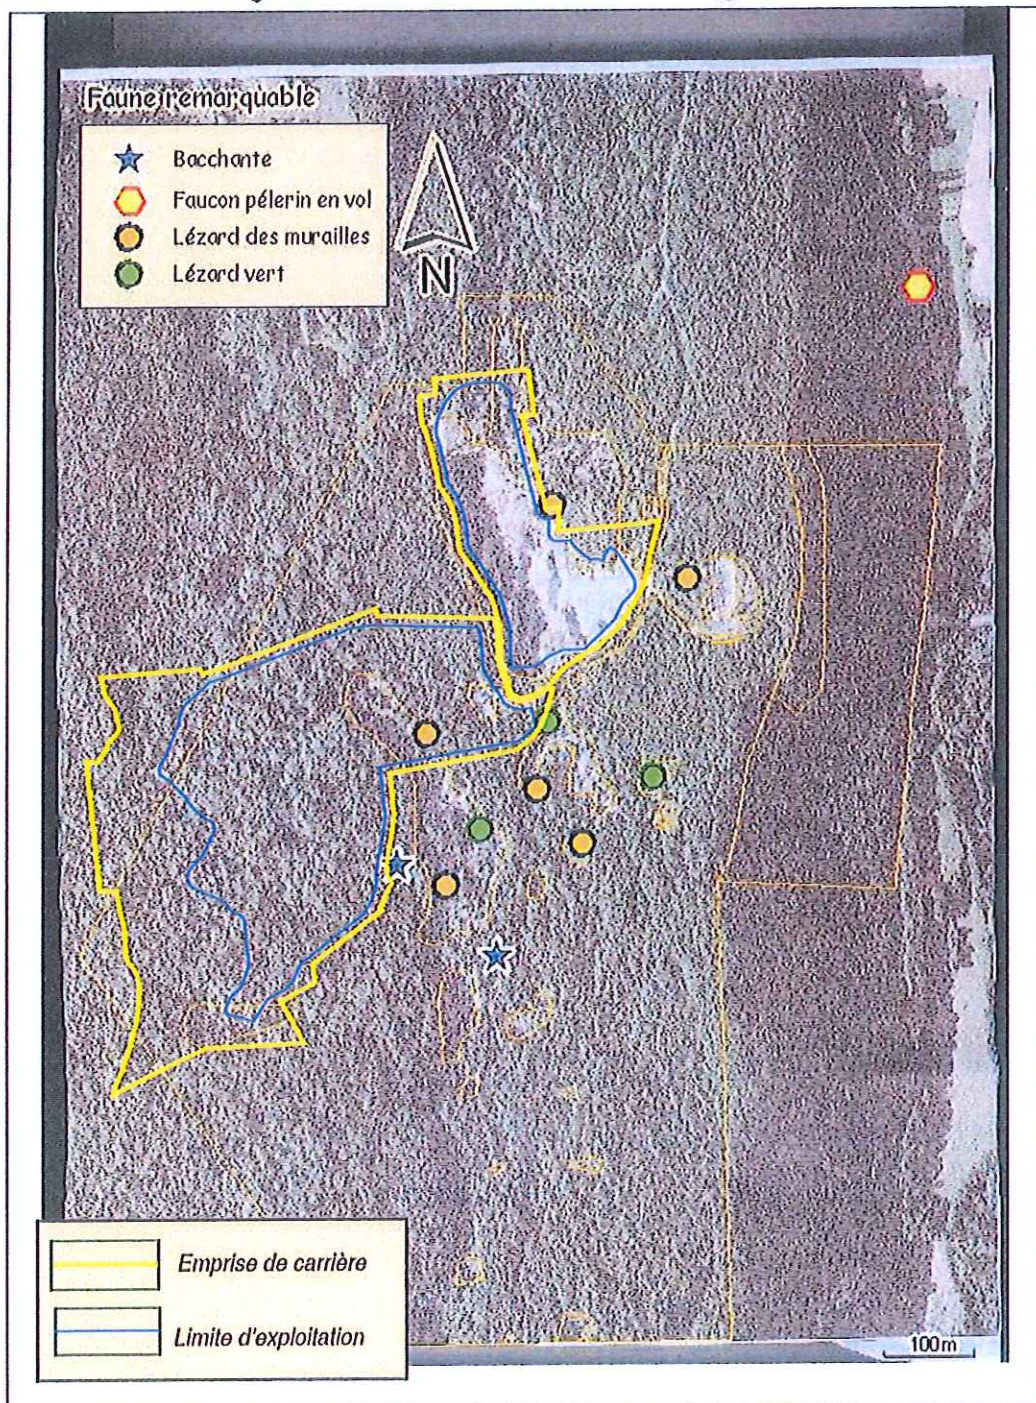 Faune remarquable
Bacchante
Faucon pélerin en vol
Lézard des murailles
Lézard vert
N
Emprise de carrière
Limite d'exploitation
100m